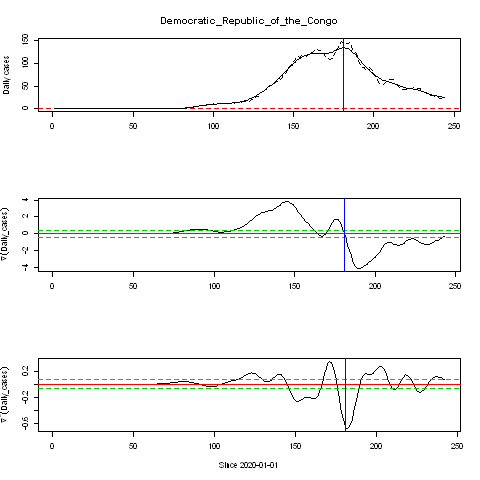 Democratic_Republic_of_the_Congo
Daily cases
0 50 100 150
0 50 100 150 200 250
∇(Daily_cases)
-4 -2 0 2 4
0 50 100 150 200 250
∇ (Daily_cases)
-0.6 -0.2 0.2
0 50 100 150 200 250
Since 2020-01-01